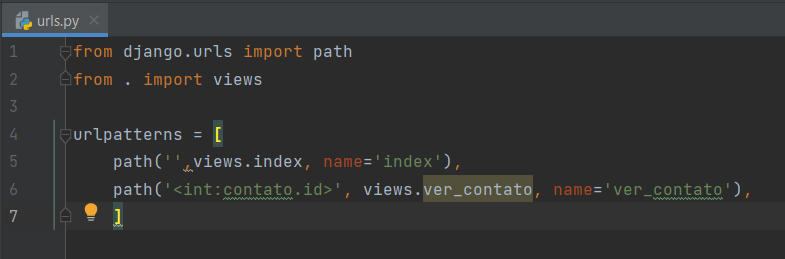 urls.py
1 from django.urls import path
2 from . import views
3
4 urlpatterns = [
5 path('',views.index, name='index'),
6 path('<int:contato.id>', views.ver_contato, name='ver_contato'),
7 ]